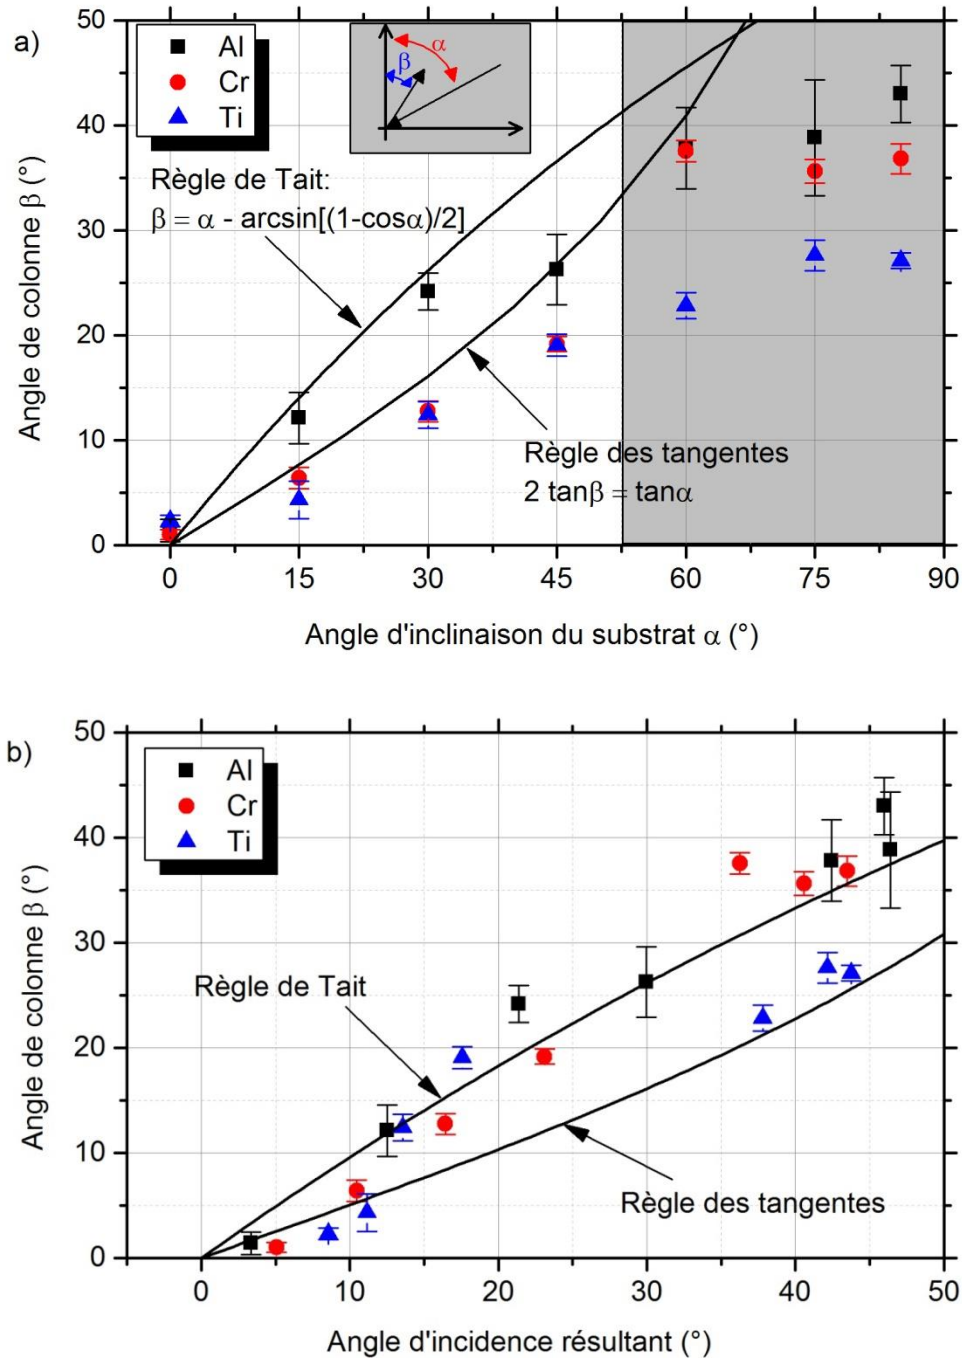 a)
Al
Cr
Ti
α
β
Règle de Tait:
β = α - arcsin[(1-cosα)/2]
Règle des tangentes
2 tanβ = tanα
Angle de colonne β (°)
50
40
30
20
10
0
0 15 30 45 60 75 90
Angle d'inclinaison du substrat α (°)
b)
Al
Cr
Ti
Règle de Tait
Règle des tangentes
Angle de colonne β (°)
50
40
30
20
10
0
0 10 20 30 40 50
Angle d'incidence résultant (°)